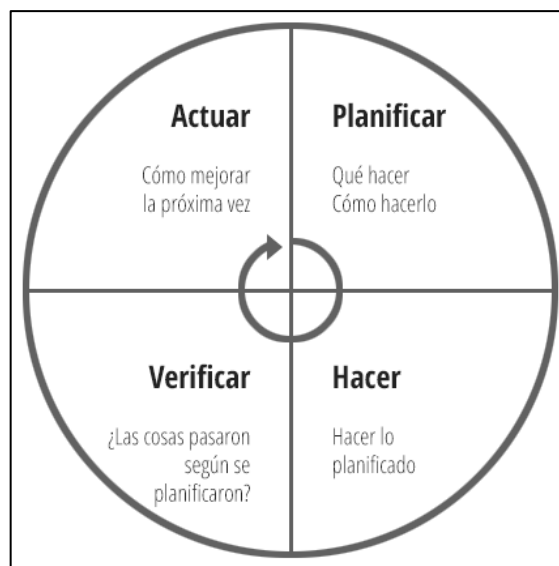 Actuar
Cómo mejorar
la próxima vez
Planificar
Qué hacer
Cómo hacerlo
Verificar
¿Las cosas pasaron
según se
planificaron?
Hacer
Hacer lo
planificado